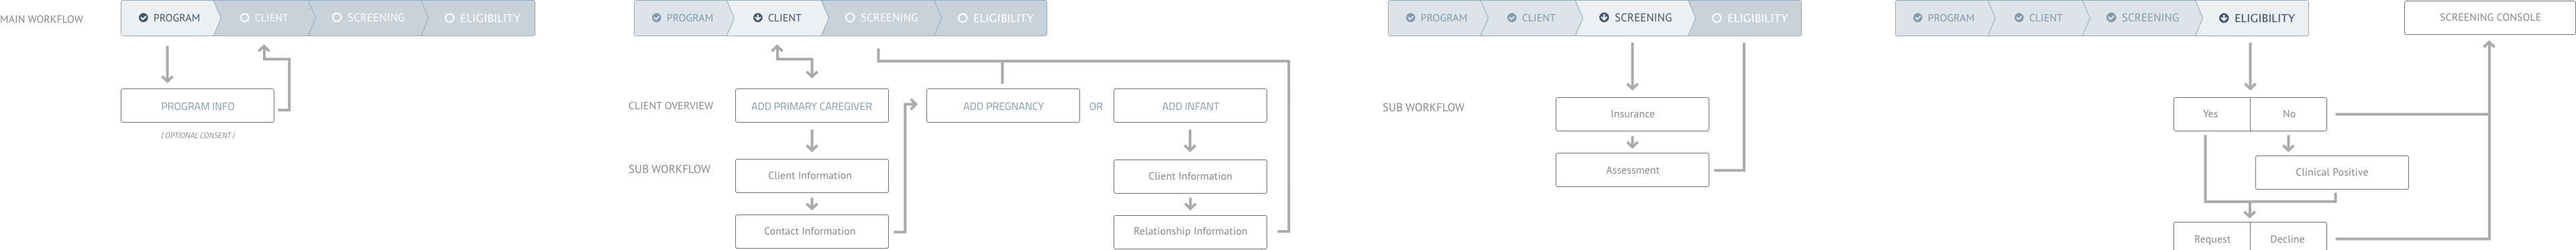 MAIN WORKFLOW
PROGRAM CLIENT SCREENING ELIGIBILITY
PROGRAM INFO
( OPTIONAL CONSENT )
PROGRAM CLIENT SCREENING ELIGIBILITY
CLIENT OVERVIEW
ADD PRIMARY CAREGIVER
ADD PREGNANCY
OR
ADD INFANT
SUB WORKFLOW
Client Information
Client Information
Contact Information
Relationship Information
PROGRAM CLIENT SCREENING ELIGIBILITY
SUB WORKFLOW
Insurance
Assessment
PROGRAM CLIENT SCREENING ELIGIBILITY
SCREENING CONSOLE
Yes No
Clinical Positive
Request Decline